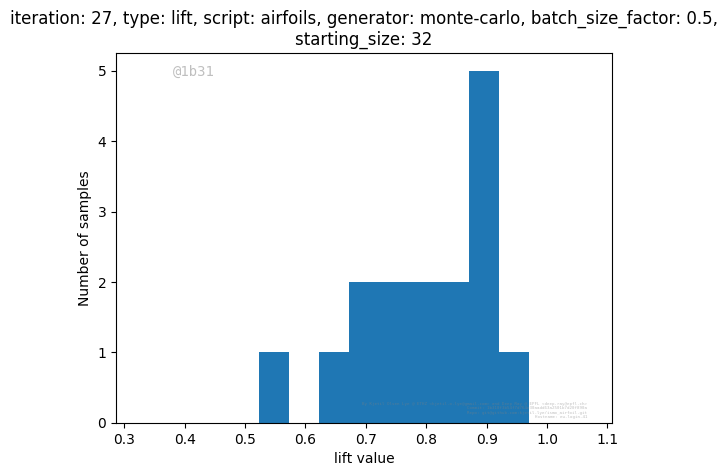 iteration: 27, type: lift, script: airfoils, generator: monte-carlo, batch_size_factor: 0.5,
starting_size: 32
@1b31
5
4
3
2
1
0
Number of samples
0.3 0.4 0.5 0.6 0.7 0.8 0.9 1.0 1.1
lift value